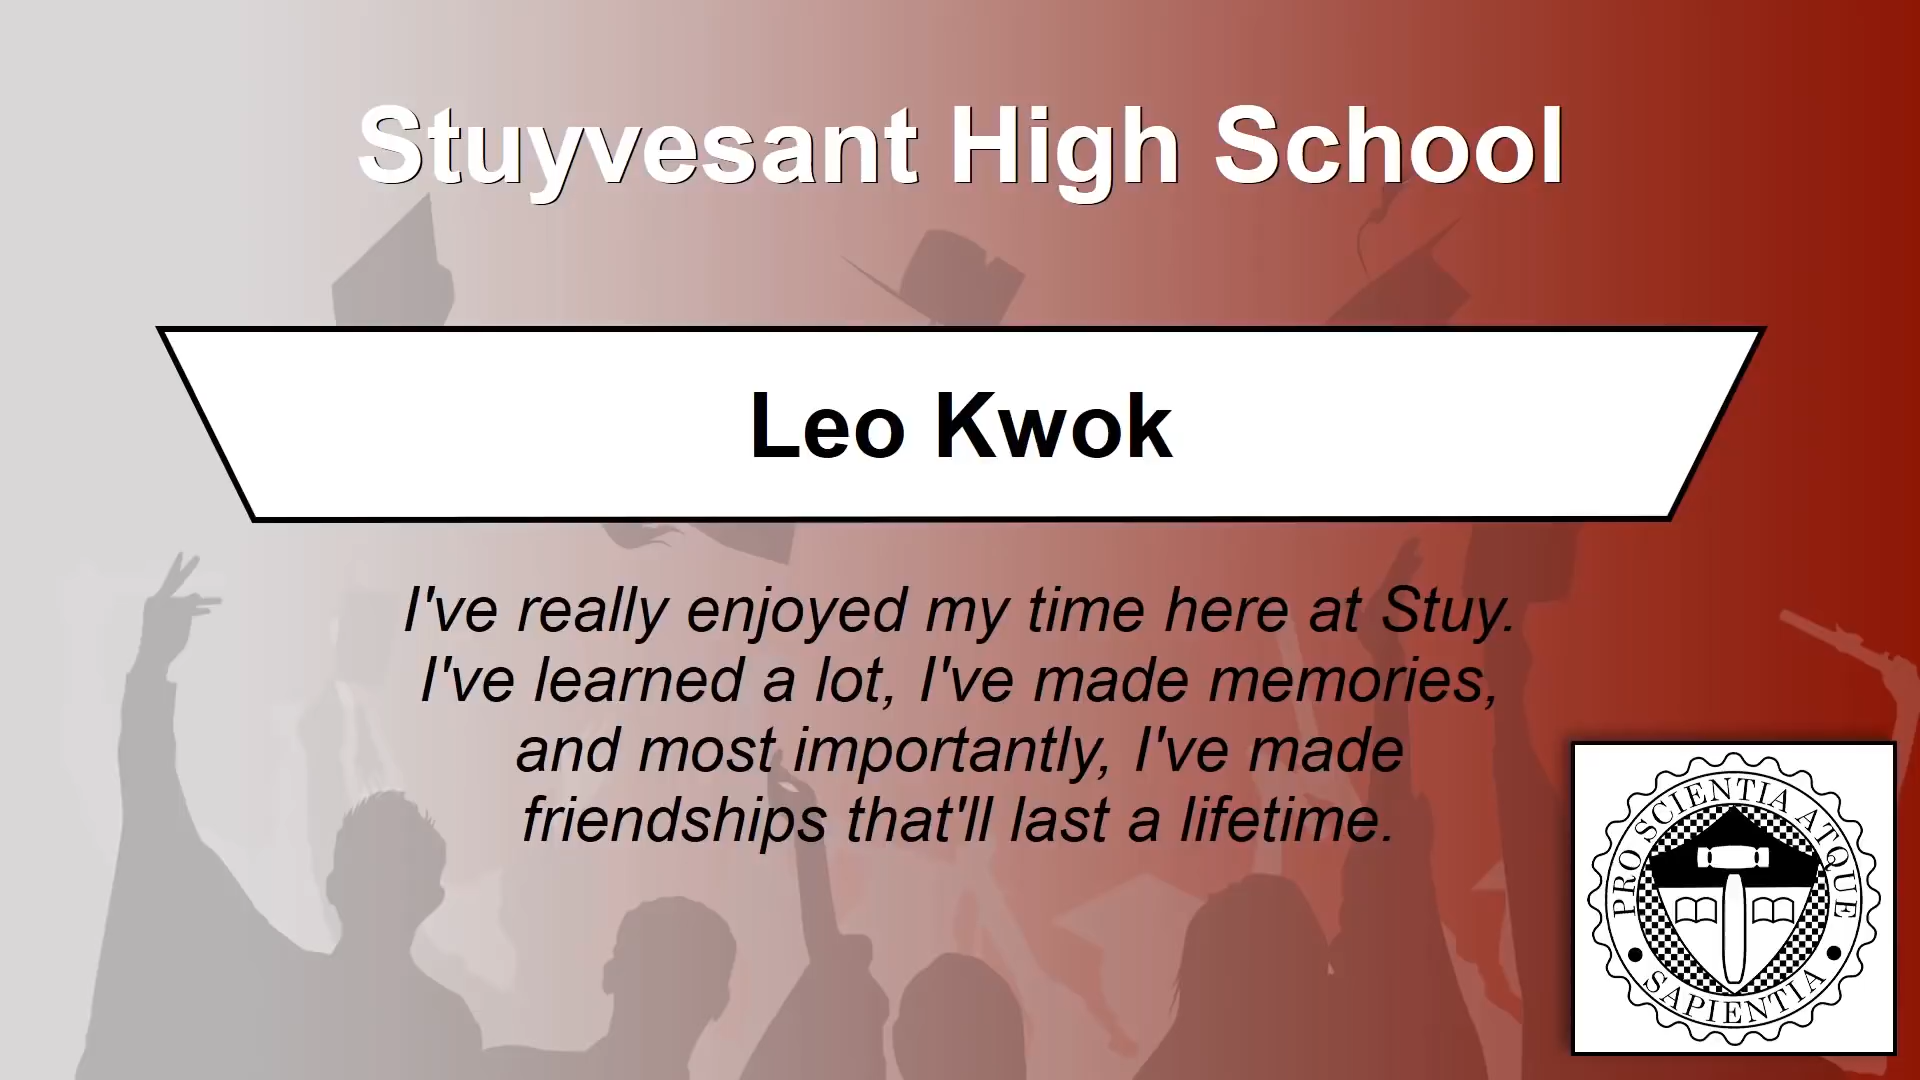 Stuyvesant High School
Leo Kwok
I've really enjoyed my time here at Stuy.
I've learned a lot, I've made memories,
and most importantly, I've made
friendships that'll last a lifetime.
PRO SCIENTIA ATQUE
SAPIENTIA